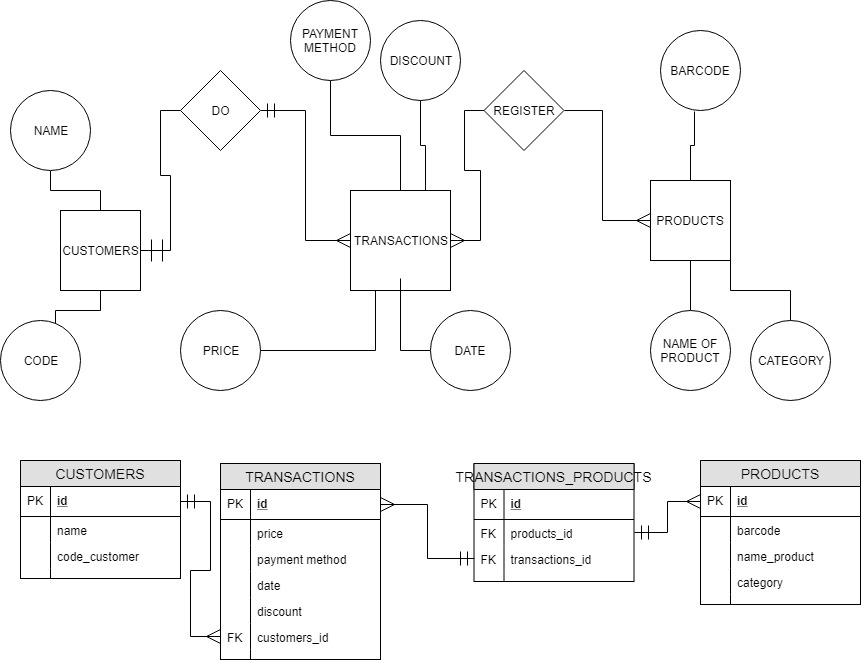 PAYMENT
METHOD
DISCOUNT
BARCODE
NAME
DO
REGISTER
CUSTOMERS
TRANSACTIONS
PRODUCTS
CODE
PRICE
DATE
NAME OF
PRODUCT
CATEGORY
CUSTOMERS
PK id
name
code_customer
TRANSACTIONS
PK id
price
payment method
date
discount
FK customers_id
TRANSACTIONS_PRODUCTS
PK id
FK products_id
FK transactions_id
PRODUCTS
PK id
barcode
name_product
category